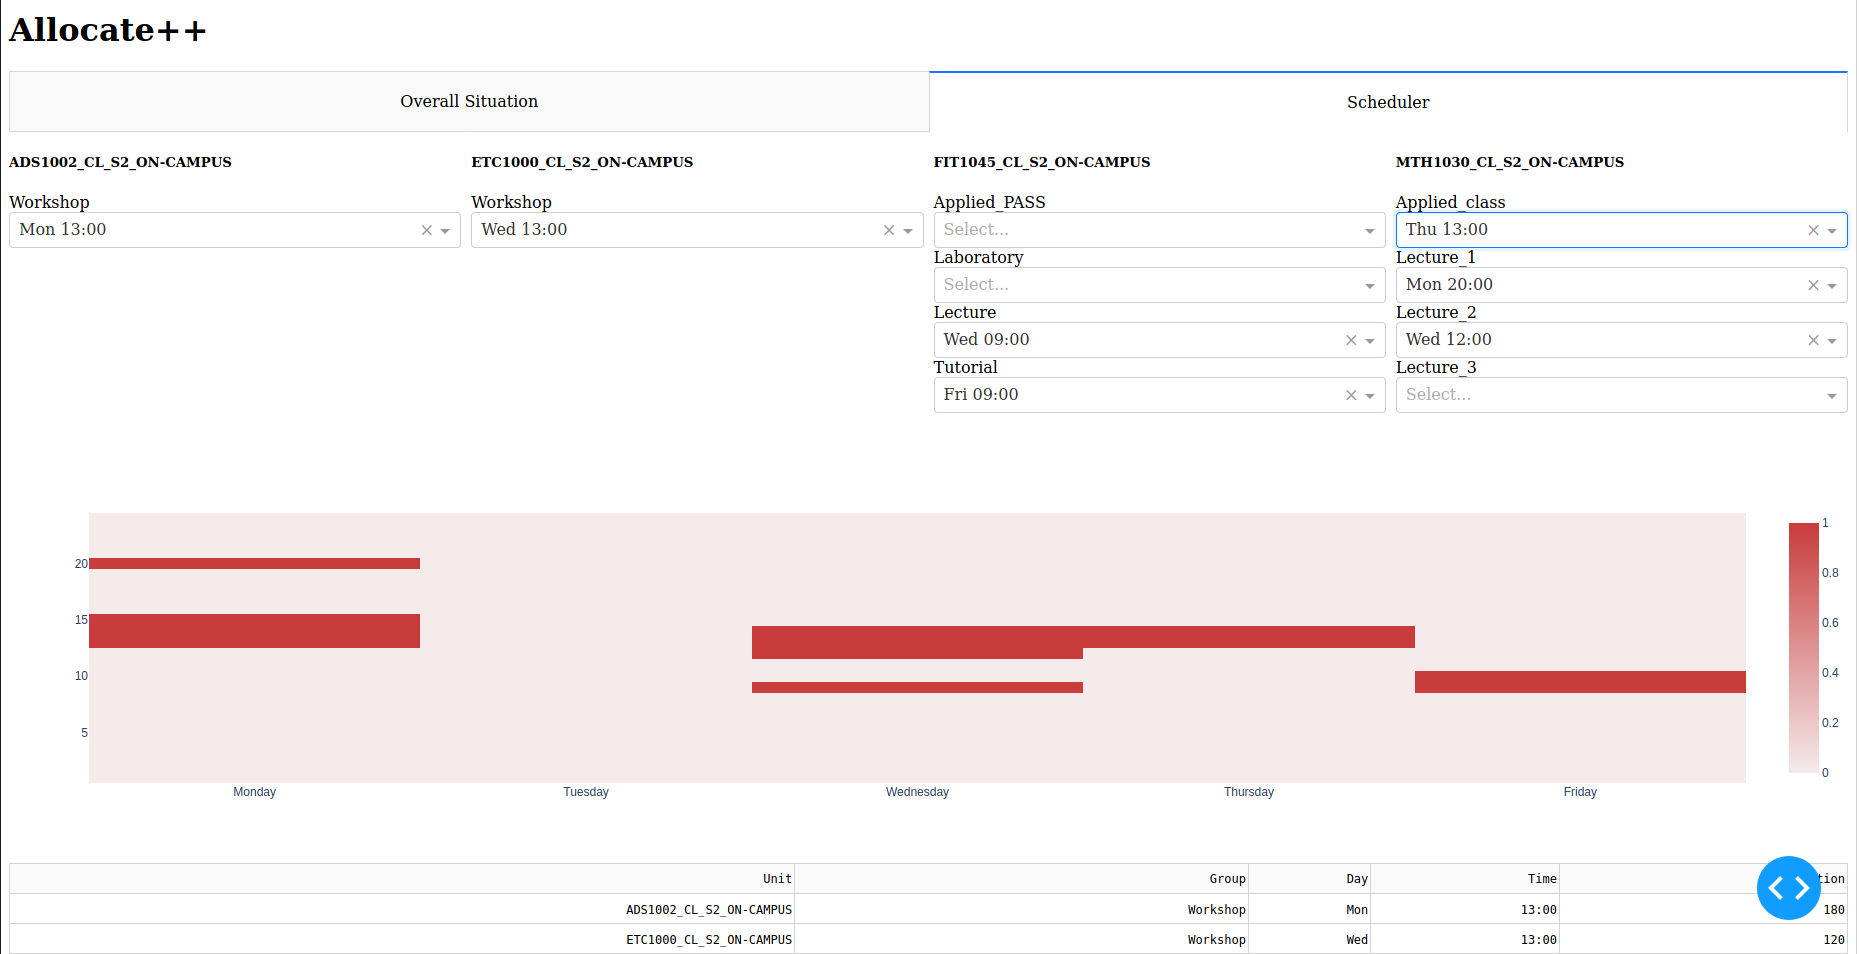 Allocate++
Overall Situation
Scheduler
ADS1002_CL_S2_ON-CAMPUS
ETC1000_CL_S2_ON-CAMPUS
FIT1045_CL_S2_ON-CAMPUS
MTH1030_CL_S2_ON-CAMPUS
Workshop
Mon 13:00
Workshop
Wed 13:00
Applied_PASS
Select...
Laboratory
Select...
Lecture
Wed 09:00
Tutorial
Fri 09:00
Applied_class
Thu 13:00
Lecture_1
Mon 20:00
Lecture_2
Wed 12:00
Lecture_3
Select...
20
15
10
5
Monday Tuesday Wednesday Thursday Friday
1
0.8
0.6
0.4
0.2
0
Unit Group Day Time tion
ADS1002_CL_S2_ON-CAMPUS Workshop Mon 13:00 180
ETC1000_CL_S2_ON-CAMPUS Workshop Wed 13:00 120